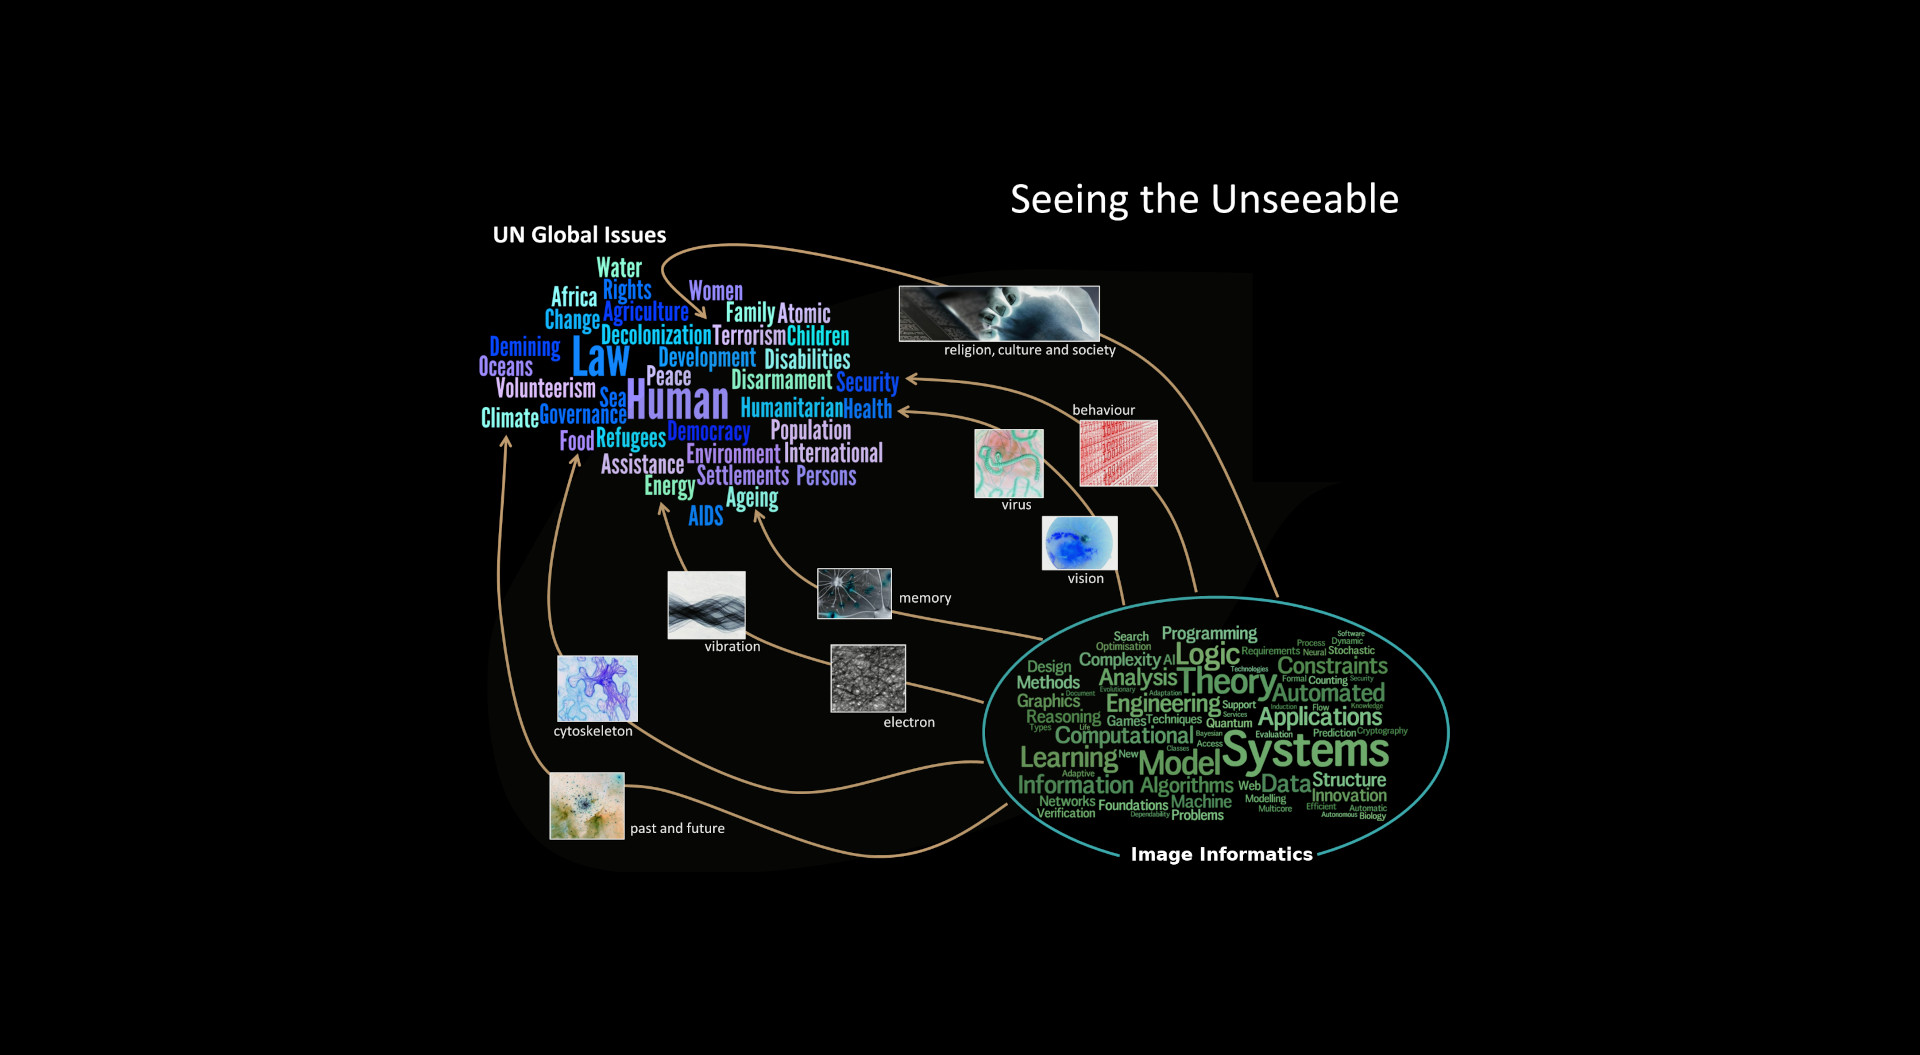 Seeing the Unseeable
UN Global Issues
Water
Rights
Women
Africa
Agriculture
Family
Atomic
Change
Decolonization
Terrorism
Children
Demining
Law
Development
Disabilities
Oceans
Peace
Disarmament
Security
Volunteerism
Sea
Human
Humanitarian
Health
Climate
Governance
Food
Refugees
Democracy
Population
Environment
International
Assistance
Settlements
Persons
Energy
Ageing
AIDS
religion, culture and society
behaviour
virus
vision
memory
vibration
electron
cytoskeleton
past and future
Search
Programming
Software
Optimisation
Process
Dynamic
Complexity
AI
Logic
Requirements
Neural
Stochastic
Design
Technologies
Constraints
Methods
Analysis
Theory
Formal
Counting
Security
Document
Evolutionary
Adaptation
Automated
Graphics
Engineering
Support
Induction
Flow
Knowledge
Reasoning
Games
Techniques
Services
Quantum
Applications
Types
Life
Computational
Bayesian
Evaluation
Prediction
Cryptography
Access
Classes
Learning
New
Model
Systems
Adaptive
Information
Algorithms
Web
Data
Structure
Networks
Foundations
Machine
Modelling
Innovation
Verification
Dependability
Problems
Multicore
Efficient
Automatic
Autonomous
Biology
Image Informatics